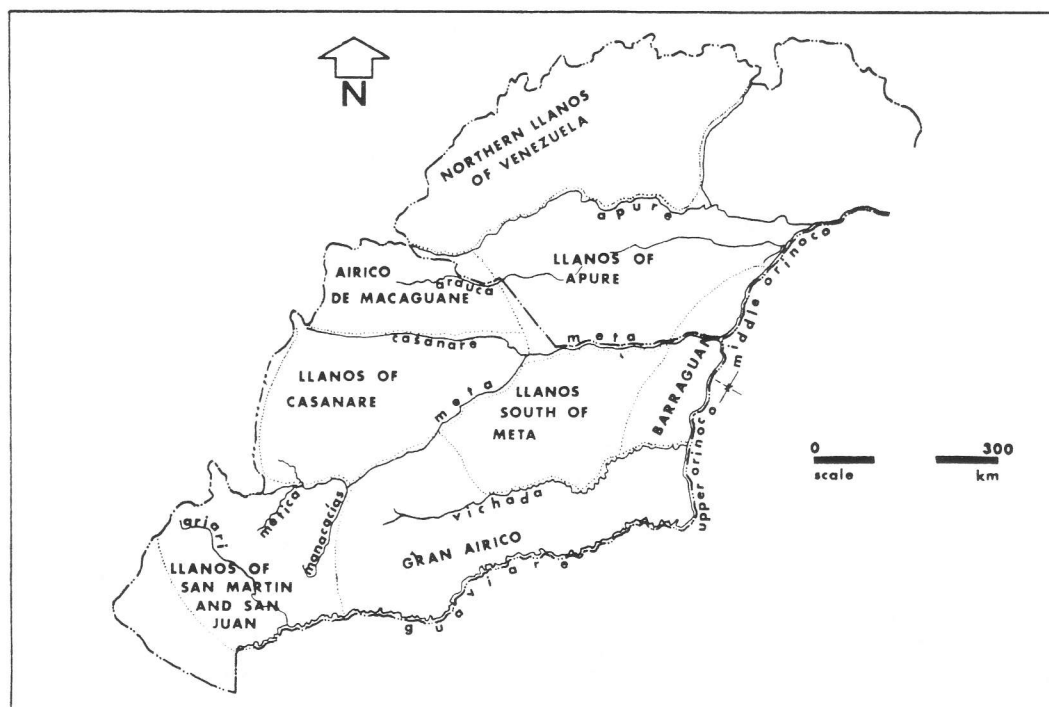 N
NORTHERN LLANOS
OF VENEZUELA
apure
LLANOS OF
APURE
AIRICO
DE MACAGUANE
arauca
casanare
meta
middle orinoco
LLANOS OF
CASANARE
meta
LLANOS
SOUTH OF
META
BARRAGUAN
upper orinoco
0 300
scale km
ariari
metica
manacacías
vichada
GRAN AIRICO
LLANOS OF
SAN MARTIN
AND SAN
JUAN
guaviare